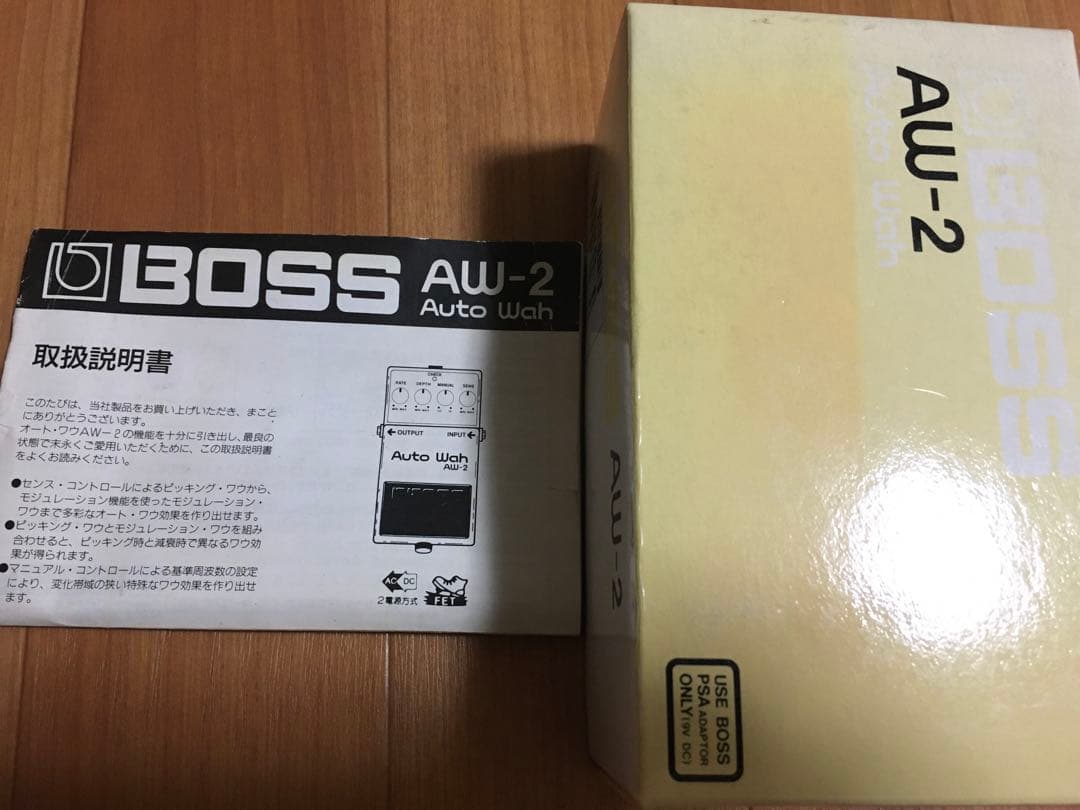 BOSS AW-2
Auto Wah
取扱説明書
このたびは、当社製品をお買い上げいただき、まこと
にありがとうございます。
オート・ワウAW-2の機能を十分に引き出し、最良の
状態で末永くご愛用いただくために、この取扱説明書
をよくお読みください。
●センス・コントロールによるピッキング・ワウから、
モジュレーション機能を使ったモジュレーション・
ワウまで多彩なオート・ワウ効果を作り出せます。
●ピッキング・ワウとモジュレーション・ワウを組み
合わせると、ピッキング時と減衰時で異なるワウ効
果が得られます。
●マニュアル・コントロールによる基準周波数の設定
により、変化帯域の狭い特殊なワウ効果を作り出せ
ます。
CHECK
RATE DEPTH MANUAL SENS
OUTPUT INPUT
Auto Wah
AW-2
AC DC
2電源方式
FET
AW-2
BOSS
Auto Wah
AW-2
USE BOSS
PSA ADAPTOR
ONLY(9V DC)